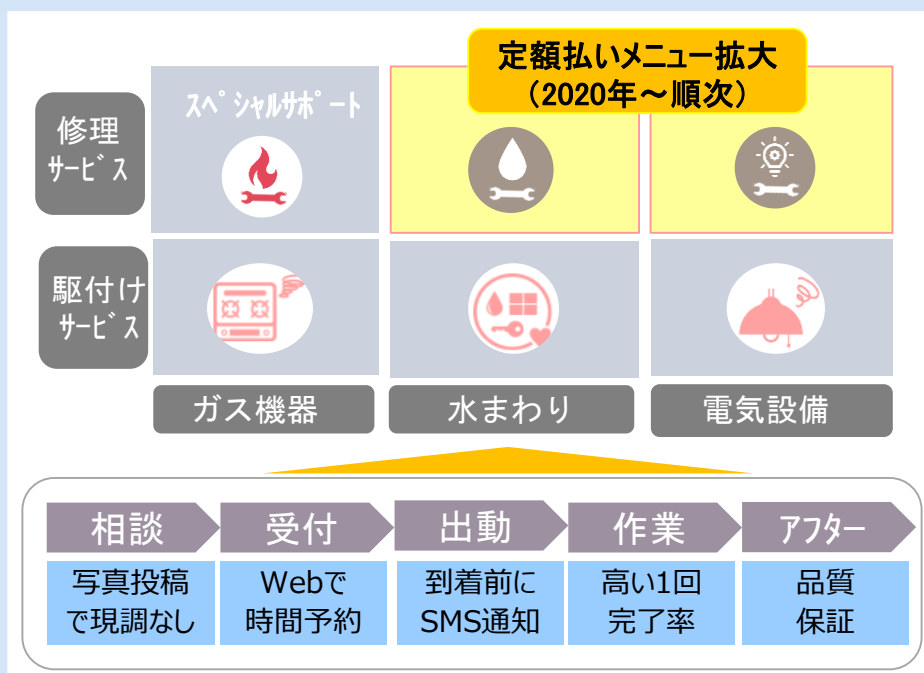 定額払いメニュー拡大
（2020年～順次）
修理
ｻｰﾋﾞｽ
ｽﾍﾟｼｬﾙｻﾎﾟｰﾄ
駆付け
ｻｰﾋﾞｽ
ガス機器
水まわり
電気設備
相談
受付
出動
作業
ｱﾌﾀｰ
写真投稿
で現調なし
Webで
時間予約
到着前に
SMS通知
高い1回
完了率
品質
保証